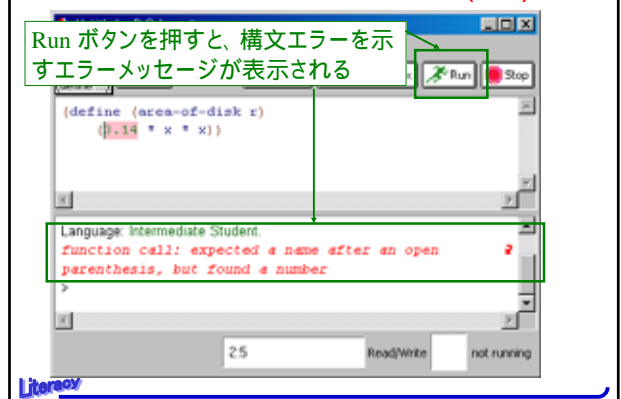 Run ボタンを押すと、構文エラーを示
すエラーメッセージが表示される
Run
Stop
(define (area-of-disk r)
(3.14 * x * x))
Language: Intermediate Student.
function call: expected a name after an open
parenthesis, but found a number
>
2:5
Read/Write
not running
Literacy